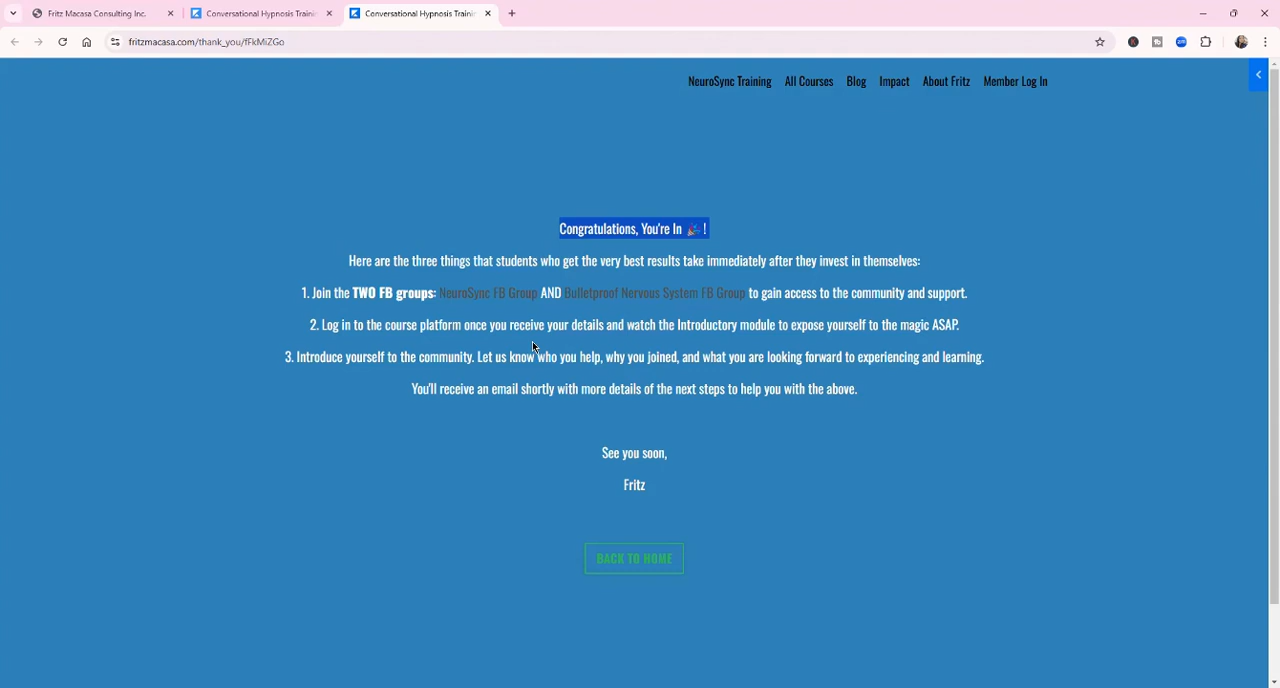 Fritz Macasa Consulting Inc.
Conversational Hypnosis Traini
Conversational Hypnosis Traini
fritzmacasa.com/thank_you/fFkMiZGo
NeuroSync Training All Courses Blog Impact About Fritz Member Log In
Congratulations, You're In 🎉 !
Here are the three things that students who get the very best results take immediately after they invest in themselves:
1. Join the TWO FB groups: NeuroSync FB Group AND Bulletproof Nervous System FB Group to gain access to the community and support.
2. Log in to the course platform once you receive your details and watch the Introductory module to expose yourself to the magic ASAP.
3. Introduce yourself to the community. Let us know who you help, why you joined, and what you are looking forward to experiencing and learning.
You'll receive an email shortly with more details of the next steps to help you with the above.
See you soon,
Fritz
BACK TO HOME